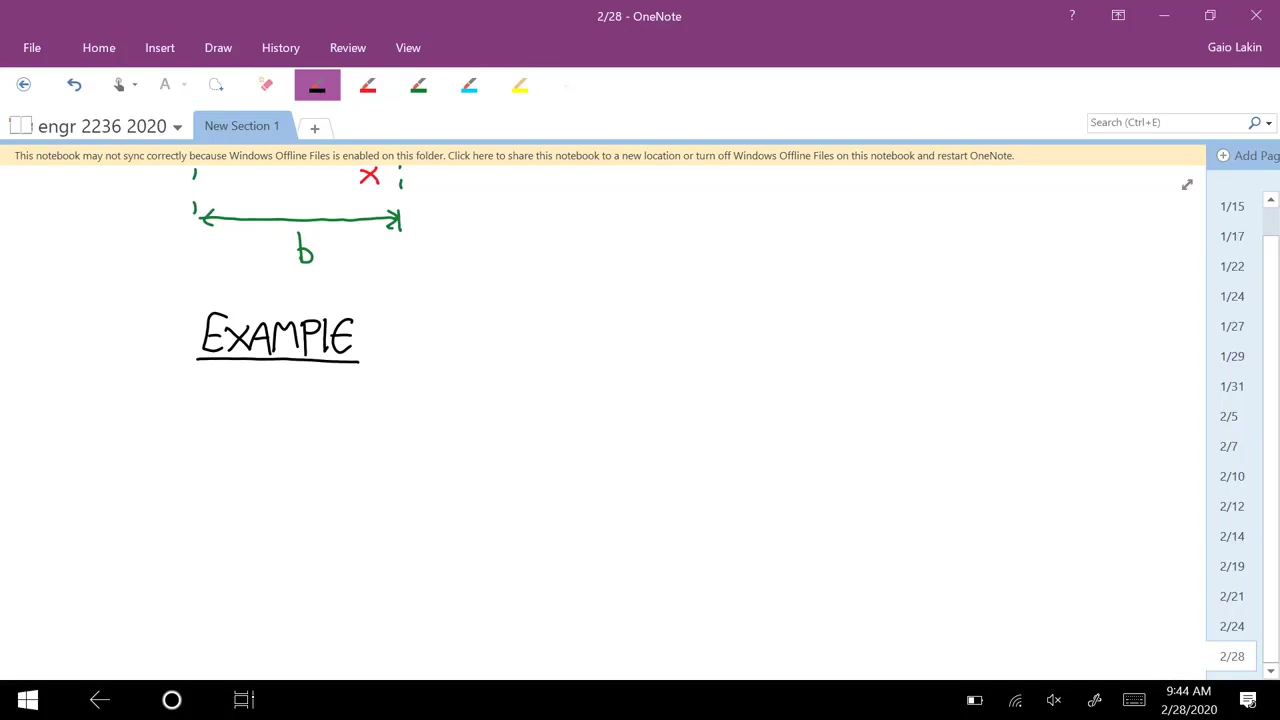 2/28 - OneNote
?
File Home Insert Draw History Review View
Gaio Lakin
A
engr 2236 2020
New Section 1
+
Search (Ctrl+E)
This notebook may not sync correctly because Windows Offline Files is enabled on this folder. Click here to share this notebook to a new location or turn off Windows Offline Files on this notebook and restart OneNote.
Add Pag
x
b
EXAMPLE
1/15
1/17
1/22
1/24
1/27
1/29
1/31
2/5
2/7
2/10
2/12
2/14
2/19
2/21
2/24
2/28
9:44 AM
2/28/2020